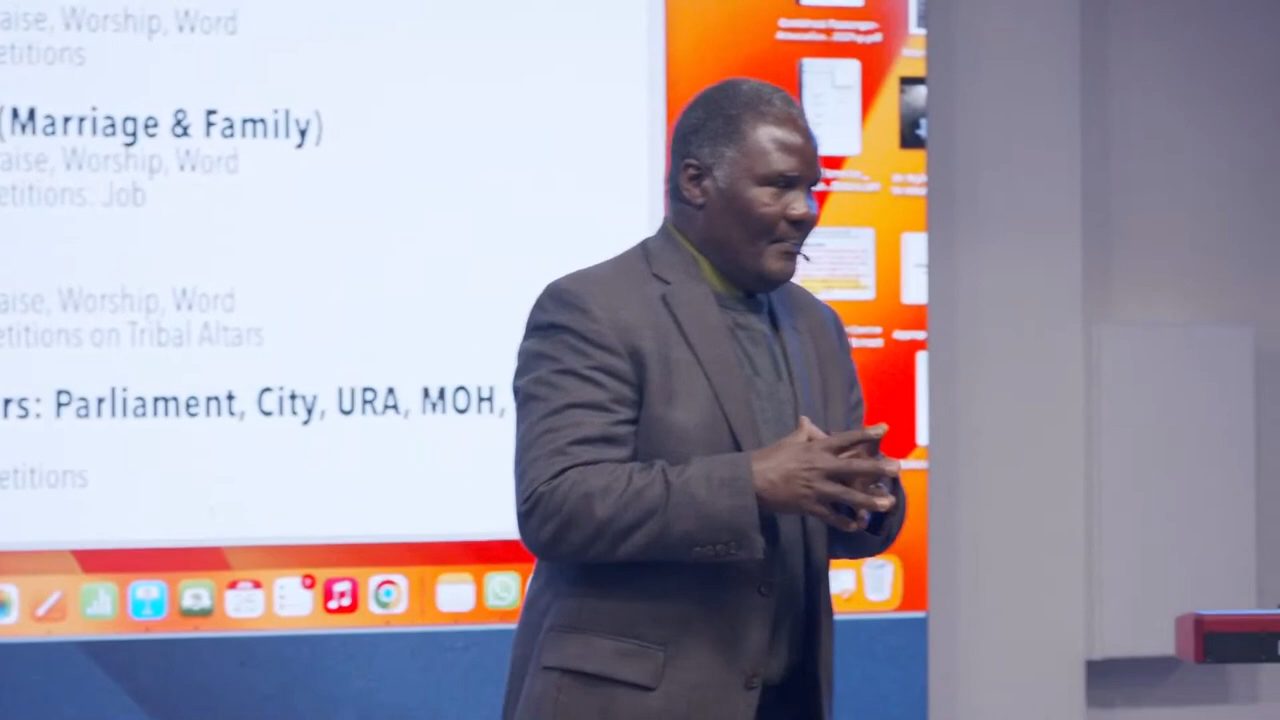 aise, Worship, Word
etitions
(Marriage & Family)
aise, Worship, Word
etitions: Job
aise, Worship, Word
etitions on Tribal Altars
rs: Parliament, City, URA, MOH,
etitions